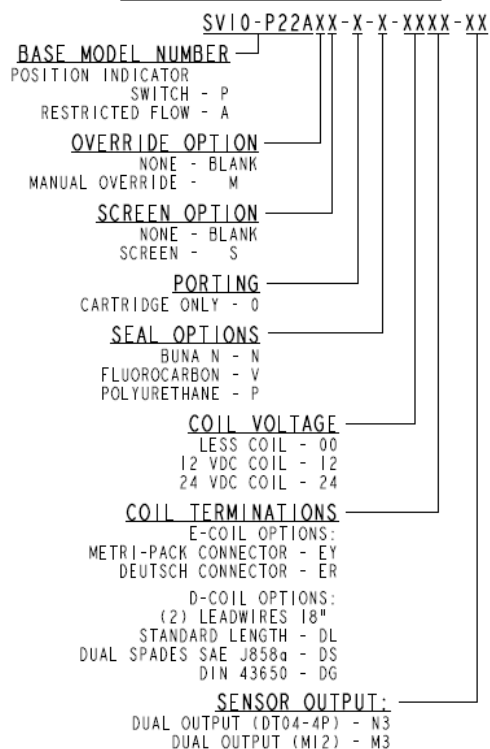 SV10-P22AXX-X-X-XXXX-XX
BASE MODEL NUMBER
POSITION INDICATOR
SWITCH - P
RESTRICTED FLOW - A
OVERRIDE OPTION
NONE - BLANK
MANUAL OVERRIDE - M
SCREEN OPTION
NONE - BLANK
SCREEN - S
PORTING
CARTRIDGE ONLY - 0
SEAL OPTIONS
BUNA N - N
FLUOROCARBON - V
POLYURETHANE - P
COIL VOLTAGE
LESS COIL - 00
12 VDC COIL - 12
24 VDC COIL - 24
COIL TERMINATIONS
E-COIL OPTIONS:
METRI-PACK CONNECTOR - EY
DEUTSCH CONNECTOR - ER
D-COIL OPTIONS:
(2) LEADWIRES 18"
STANDARD LENGTH - DL
DUAL SPADES SAE J858a - DS
DIN 43650 - DG
SENSOR OUTPUT:
DUAL OUTPUT (DT04-4P) - N3
DUAL OUTPUT (M12) - M3